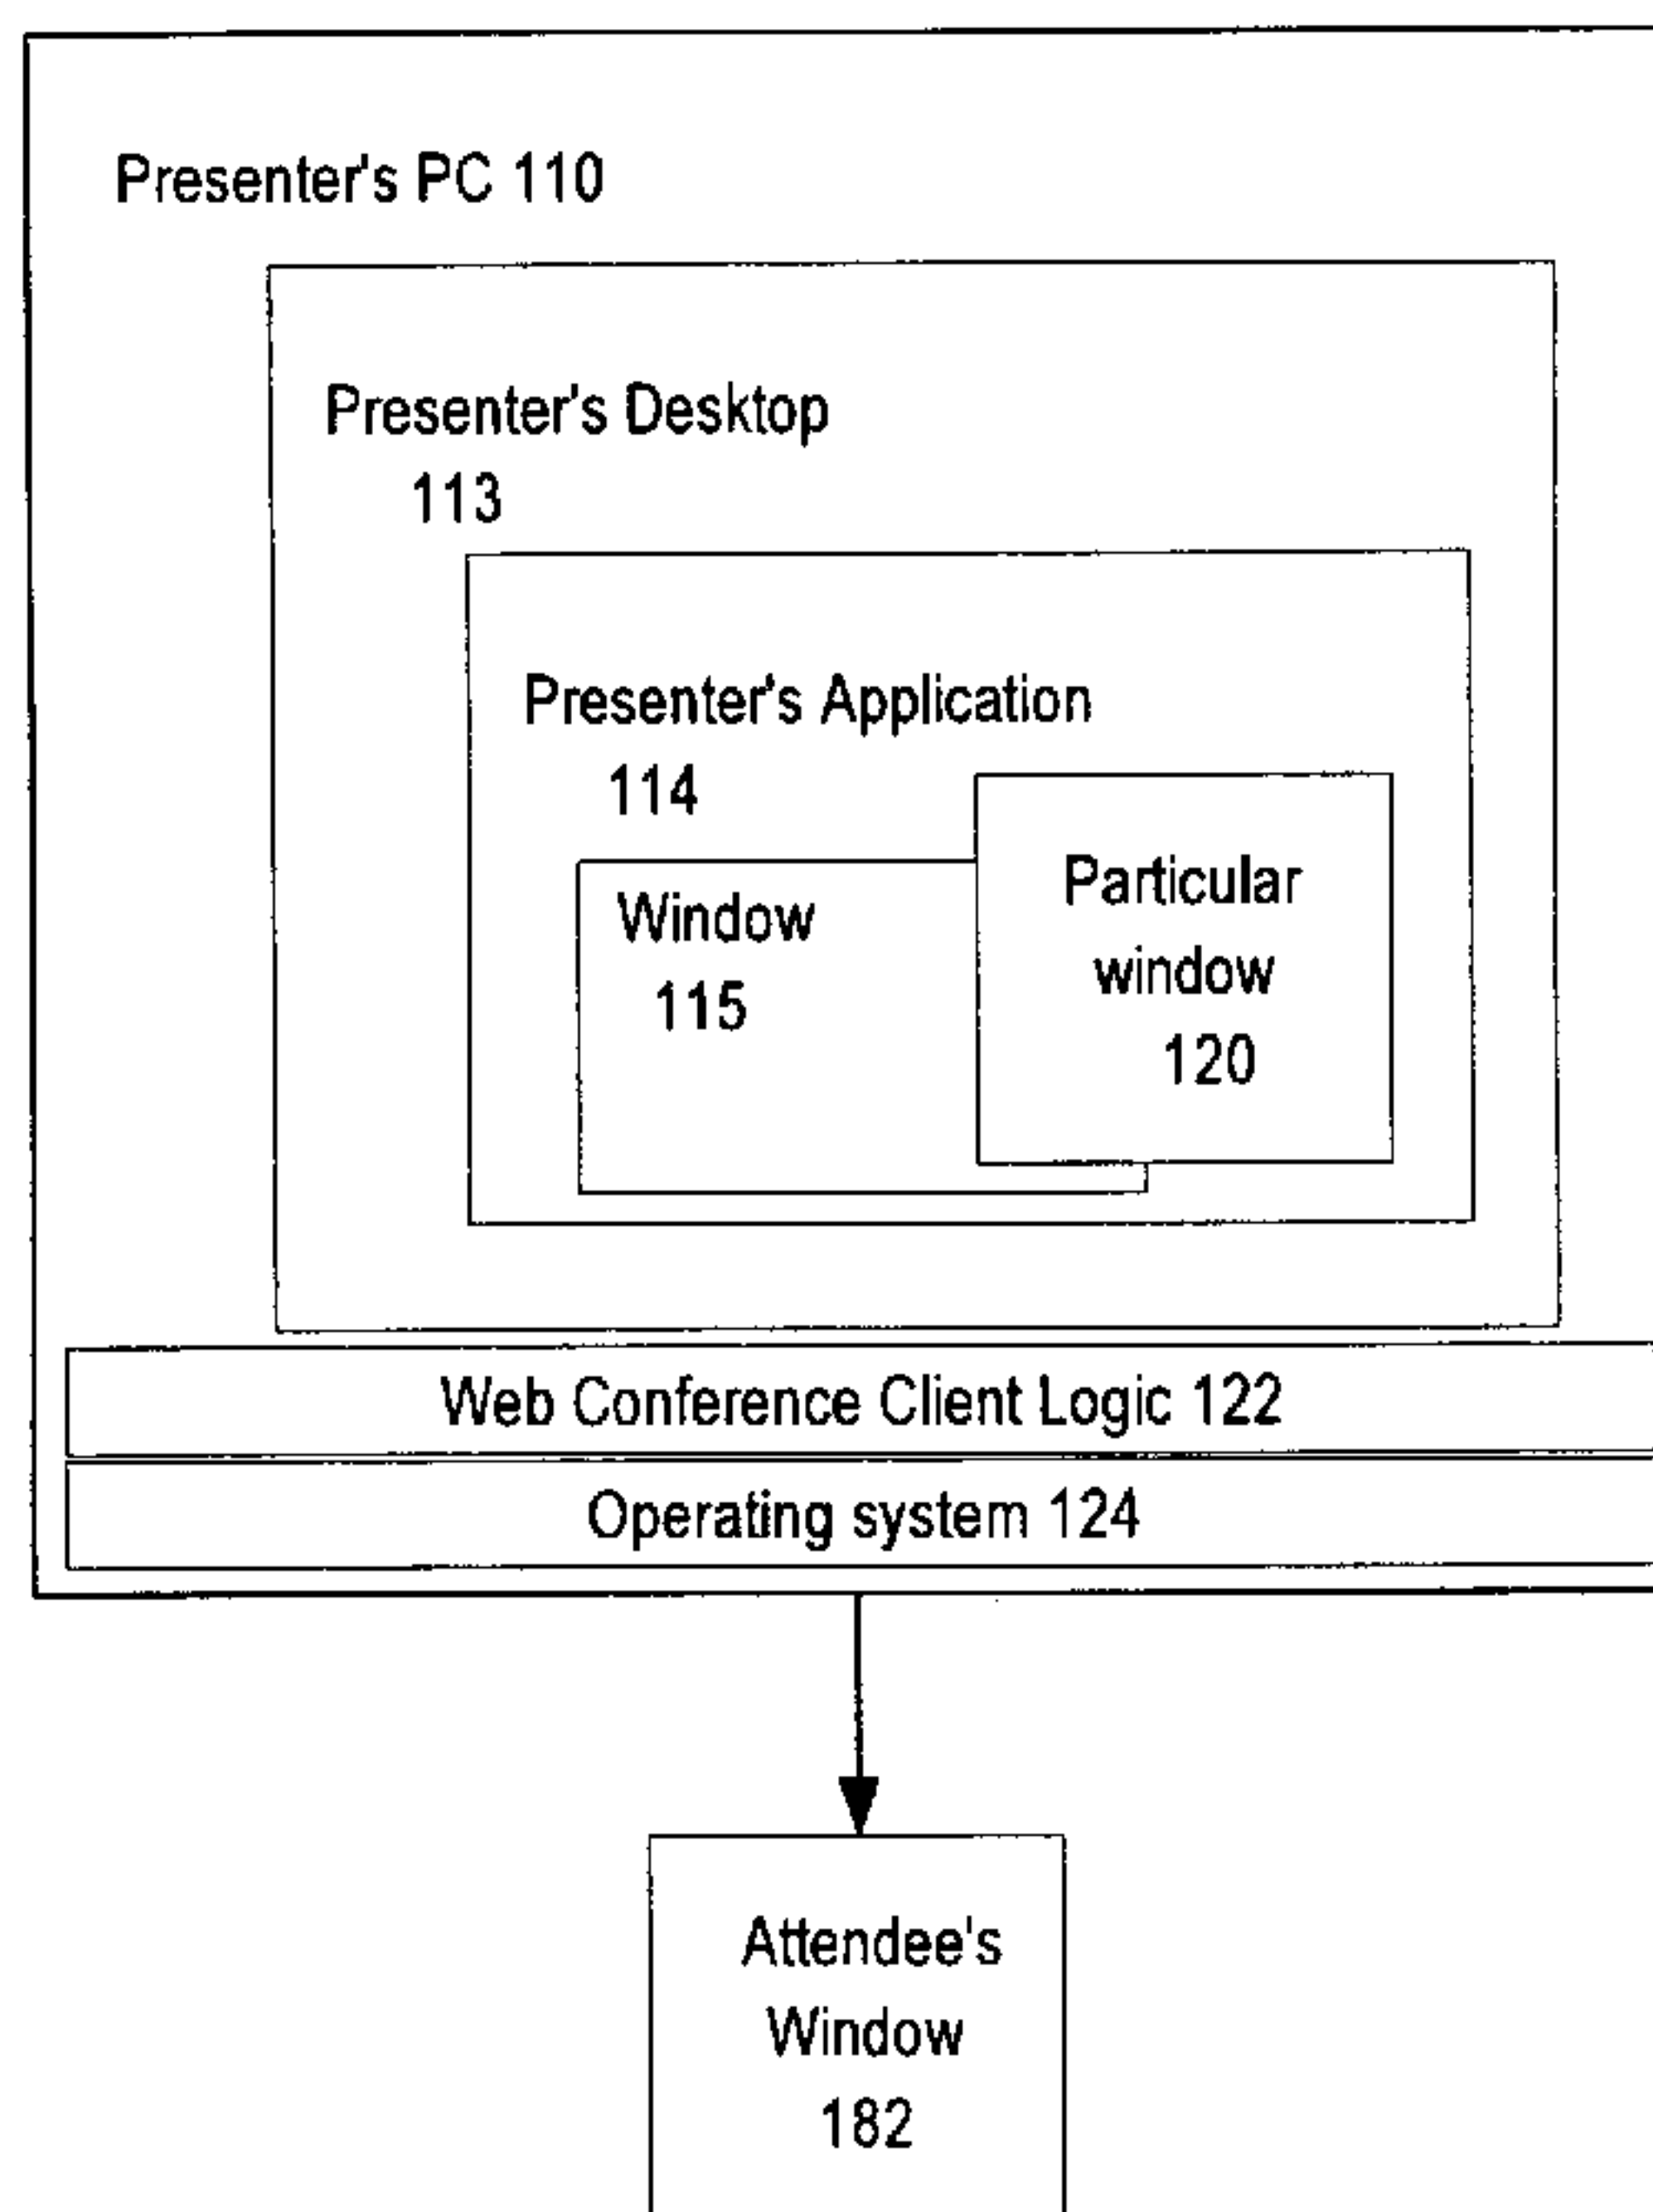 Presenter's PC 110
Presenter's Desktop
113
Presenter's Application
114
Particular
window
120
Window
115
Web Conference Client Logic 122
Operating system 124
Attendee's
Window
182